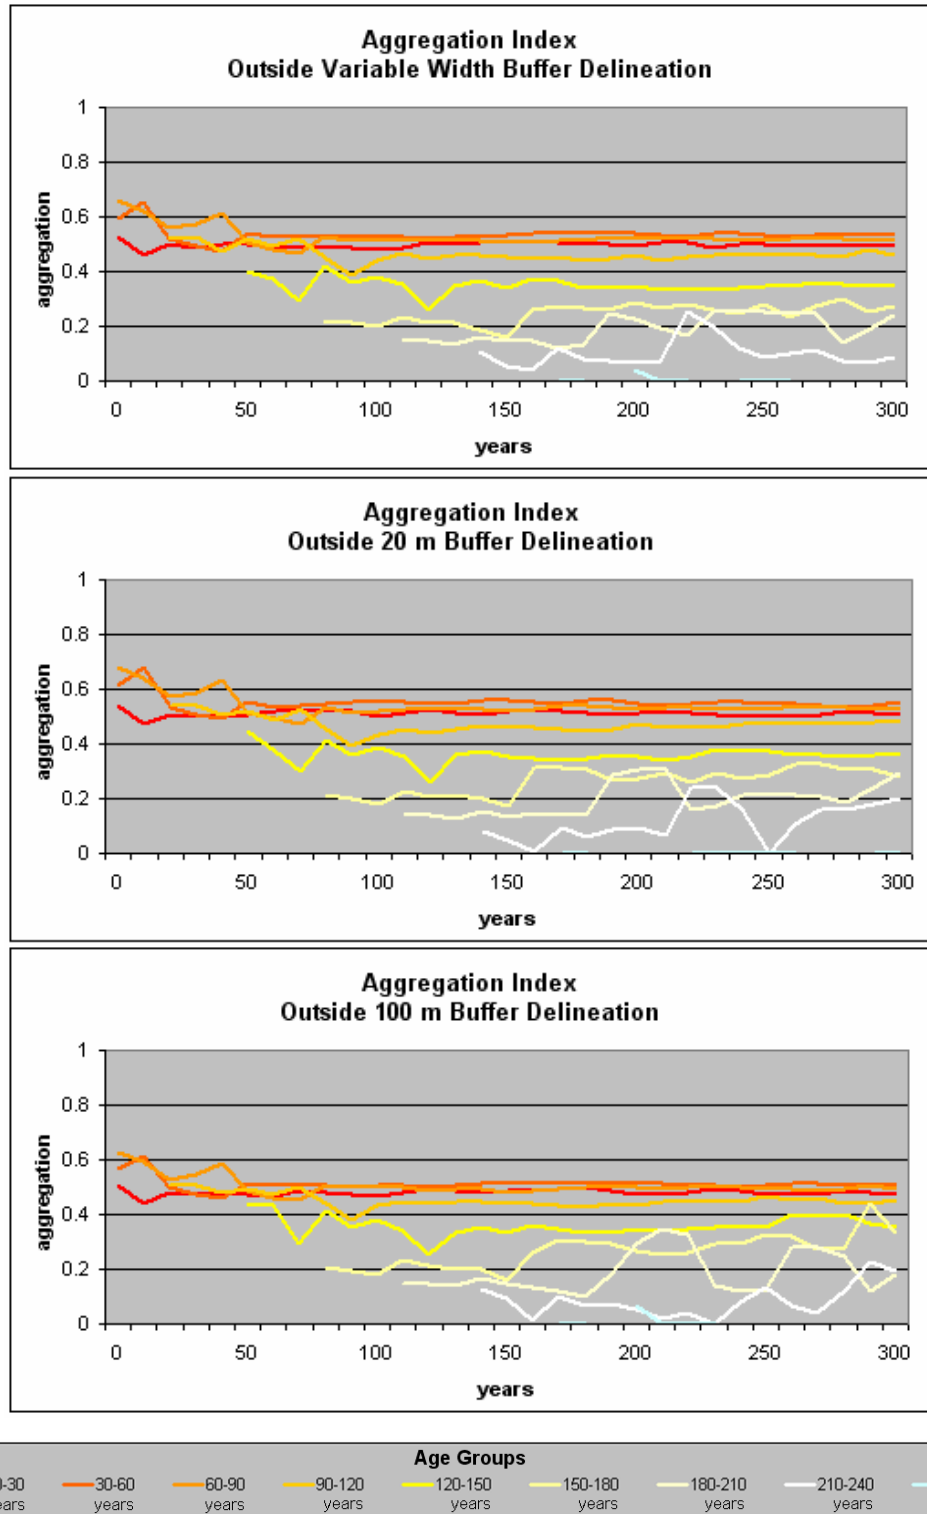 Aggregation Index
Outside Variable Width Buffer Delineation
1
0.8
0.6
0.4
0.2
0
aggregation
0 50 100 150 200 250 300
years
Aggregation Index
Outside 20 m Buffer Delineation
1
0.8
0.6
0.4
0.2
0
aggregation
0 50 100 150 200 250 300
years
Aggregation Index
Outside 100 m Buffer Delineation
1
0.8
0.6
0.4
0.2
0
aggregation
0 50 100 150 200 250 300
years
Age Groups
-30 30-60 60-90 90-120 120-150 150-180 180-210 210-240
ears years years years years years years years